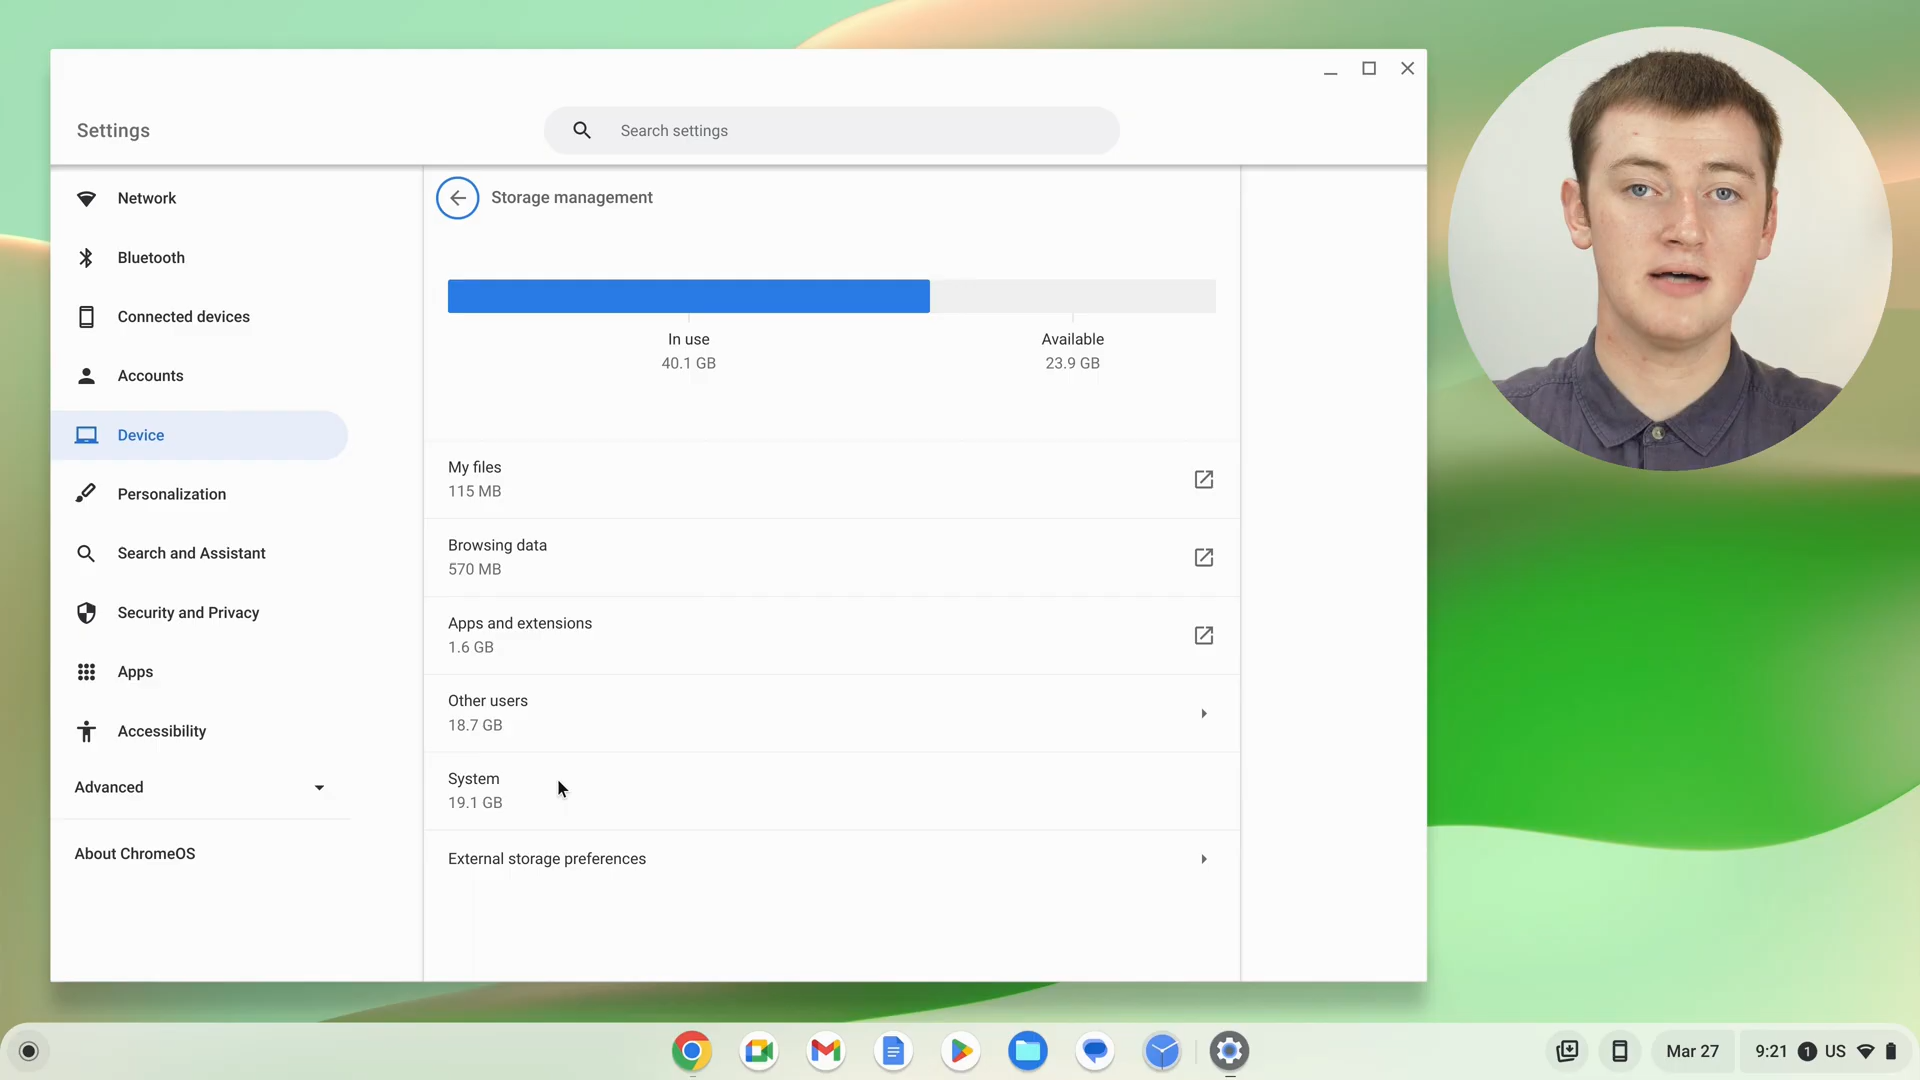 Settings
Search settings
Network
Bluetooth
Connected devices
Accounts
Device
Personalization
Search and Assistant
Security and Privacy
Apps
Accessibility
Advanced
About ChromeOS
Storage management
In use
40.1 GB
Available
23.9 GB
My files
115 MB
Browsing data
570 MB
Apps and extensions
1.6 GB
Other users
18.7 GB
System
19.1 GB
External storage preferences
Mar 27
9:21 1 US